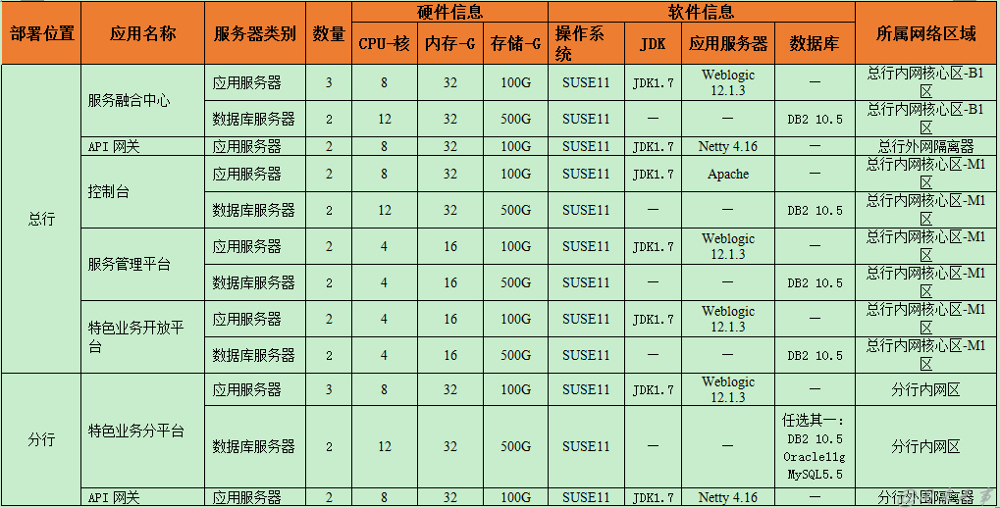 部署位置 应用名称 服务器类别 数量 硬件信息 软件信息 所属网络区域
CPU-核 内存-G 存储-G 操作系统 JDK 应用服务器 数据库
总行 服务融合中心 应用服务器 3 8 32 100G SUSE11 JDK1.7 Weblogic 12.1.3 — 总行内网核心区-B1区
数据库服务器 2 12 32 500G SUSE11 — — DB2 10.5 总行内网核心区-B1区
API 网关 应用服务器 2 8 32 100G SUSE11 JDK1.7 Netty 4.16 — 总行外网隔离器
控制台 应用服务器 2 8 32 100G SUSE11 JDK1.7 Apache — 总行内网核心区-M1区
数据库服务器 2 12 32 500G SUSE11 — — DB2 10.5 总行内网核心区-M1区
服务管理平台 应用服务器 2 4 16 100G SUSE11 JDK1.7 Weblogic 12.1.3 — 总行内网核心区-M1区
数据库服务器 2 4 16 500G SUSE11 — — DB2 10.5 总行内网核心区-M1区
特色业务开放平台 应用服务器 2 4 16 100G SUSE11 JDK1.7 Weblogic 12.1.3 — 总行内网核心区-M1区
数据库服务器 2 4 16 500G SUSE11 — — DB2 10.5 总行内网核心区-M1区
分行 特色业务分平台 应用服务器 3 8 32 100G SUSE11 JDK1.7 Weblogic 12.1.3 — 分行内网区
数据库服务器 2 12 32 500G SUSE11 — — 任选其一： DB2 10.5 Oracle11g MySQL5.5 分行内网区
API 网关 应用服务器 2 8 32 100G SUSE11 JDK1.7 Netty 4.16 — 分行外围隔离器